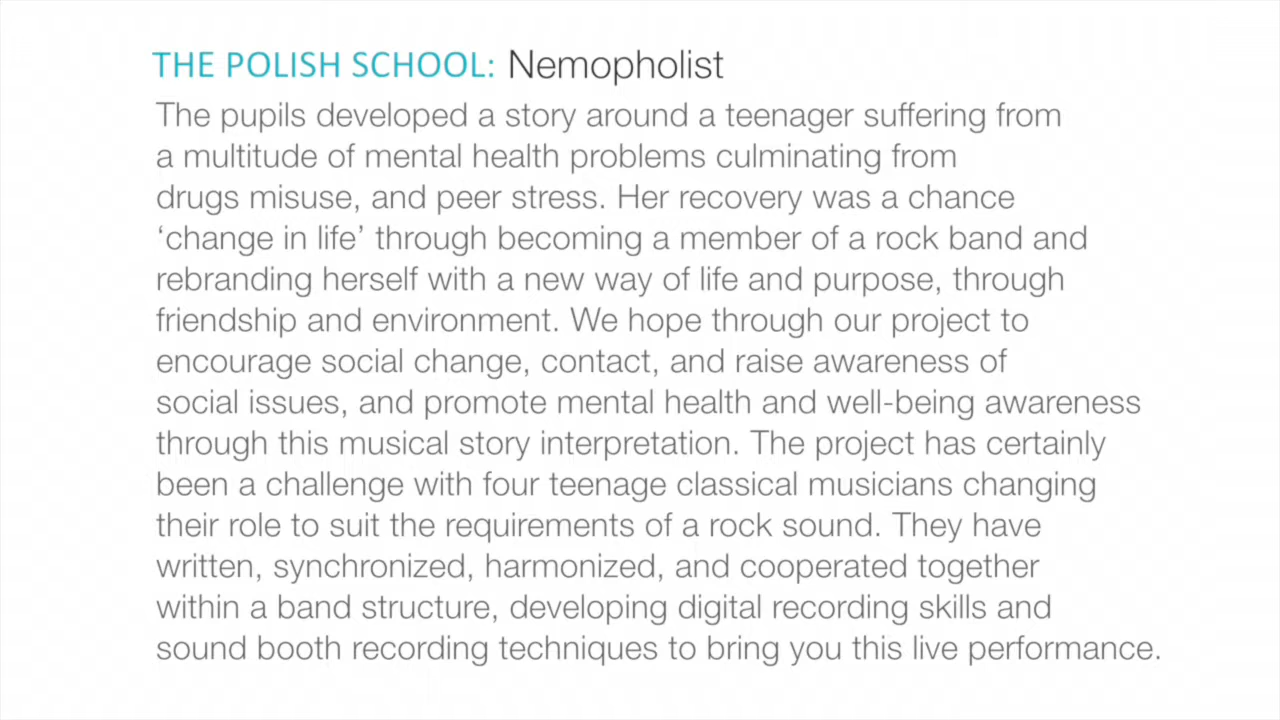 THE POLISH SCHOOL: Nemopholist
The pupils developed a story around a teenager suffering from
a multitude of mental health problems culminating from
drugs misuse, and peer stress. Her recovery was a chance
‘change in life’ through becoming a member of a rock band and
rebranding herself with a new way of life and purpose, through
friendship and environment. We hope through our project to
encourage social change, contact, and raise awareness of
social issues, and promote mental health and well-being awareness
through this musical story interpretation. The project has certainly
been a challenge with four teenage classical musicians changing
their role to suit the requirements of a rock sound. They have
written, synchronized, harmonized, and cooperated together
within a band structure, developing digital recording skills and
sound booth recording techniques to bring you this live performance.